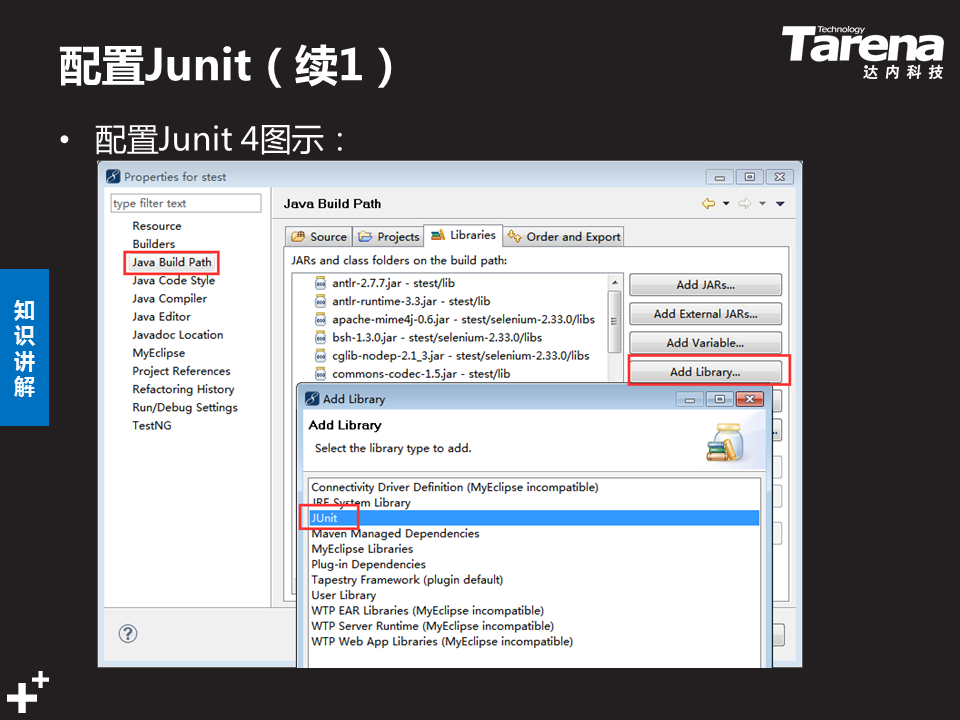 配置Junit（续1）
Technology
Tarena
达内科技
• 配置Junit 4图示：
知识讲解
Properties for stest
type filter text
Resource
Builders
Java Build Path
Java Code Style
Java Compiler
Java Editor
Javadoc Location
MyEclipse
Project References
Refactoring History
Run/Debug Settings
TestNG
Java Build Path
Source
Projects
Libraries
Order and Export
JARs and class folders on the build path:
antlr-2.7.7.jar - stest/lib
antlr-runtime-3.3.jar - stest/lib
apache-mime4j-0.6.jar - stest/selenium-2.33.0/libs
bsh-1.3.0.jar - stest/selenium-2.33.0/libs
cglib-nodep-2.1_3.jar - stest/selenium-2.33.0/libs
commons-codec-1.5.jar - stest/lib
Add JARs...
Add External JARs...
Add Variable...
Add Library...
Add Library
Add Library
Select the library type to add.
Connectivity Driver Definition (MyEclipse incompatible)
JRE System Library
JUnit
Maven Managed Dependencies
MyEclipse Libraries
Plug-in Dependencies
Tapestry Framework (plugin default)
User Library
WTP EAR Libraries (MyEclipse incompatible)
WTP Server Runtime (MyEclipse incompatible)
WTP Web App Libraries (MyEclipse incompatible)